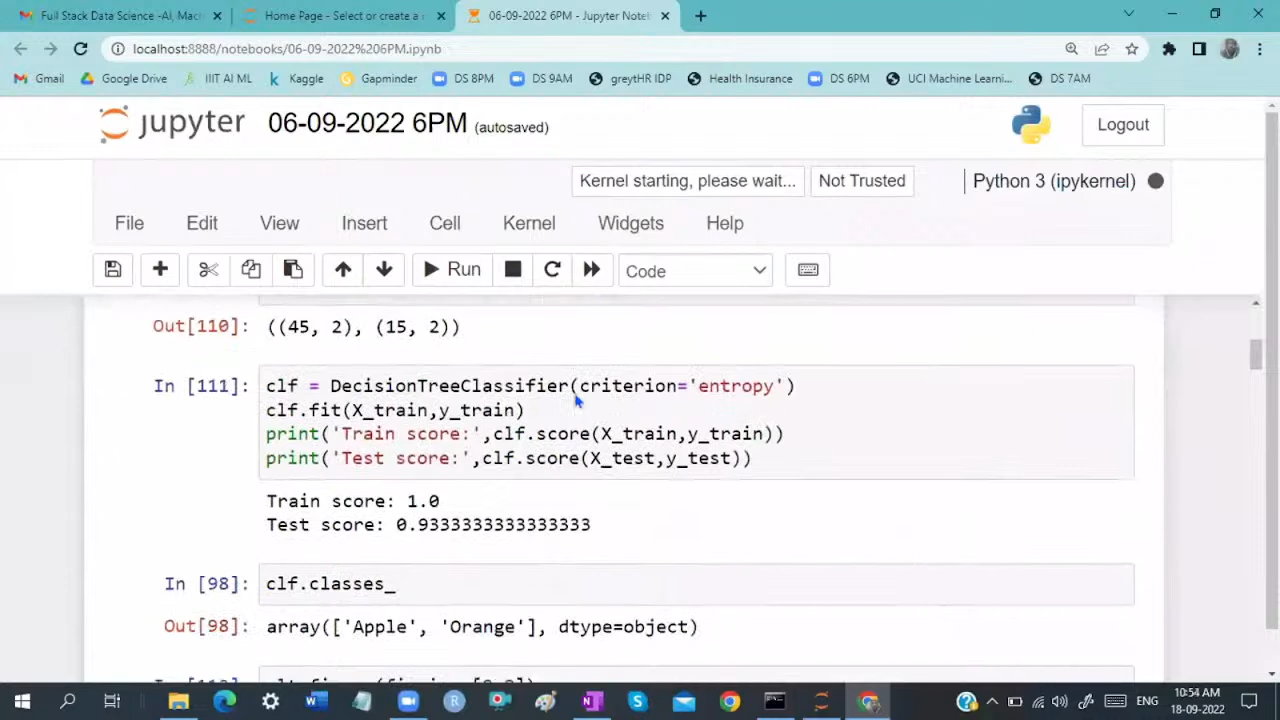 Full Stack Data Science -AI, Mac
Home Page - Select or create a
06-09-2022 6PM - Jupyter Notel
localhost:8888/notebooks/06-09-2022%206PM.ipynb
Gmail
Google Drive
IIIT AI ML
Kaggle
Gapminder
DS 8PM
DS 9AM
greytHR IDP
Health Insurance
DS 6PM
UCI Machine Learni...
DS 7AM
jupyter 06-09-2022 6PM (autosaved)
Logout
Kernel starting, please wait...
Not Trusted
Python 3 (ipykernel)
File Edit View Insert Cell Kernel Widgets Help
Run
Code
Out[110]: ((45, 2), (15, 2))
In [111]: clf = DecisionTreeClassifier(criterion='entropy')
clf.fit(X_train,y_train)
print('Train score:',clf.score(X_train,y_train))
print('Test score:',clf.score(X_test,y_test))
Train score: 1.0
Test score: 0.9333333333333333
In [98]: clf.classes_
Out[98]: array(['Apple', 'Orange'], dtype=object)
ENG
10:54 AM
18-09-2022